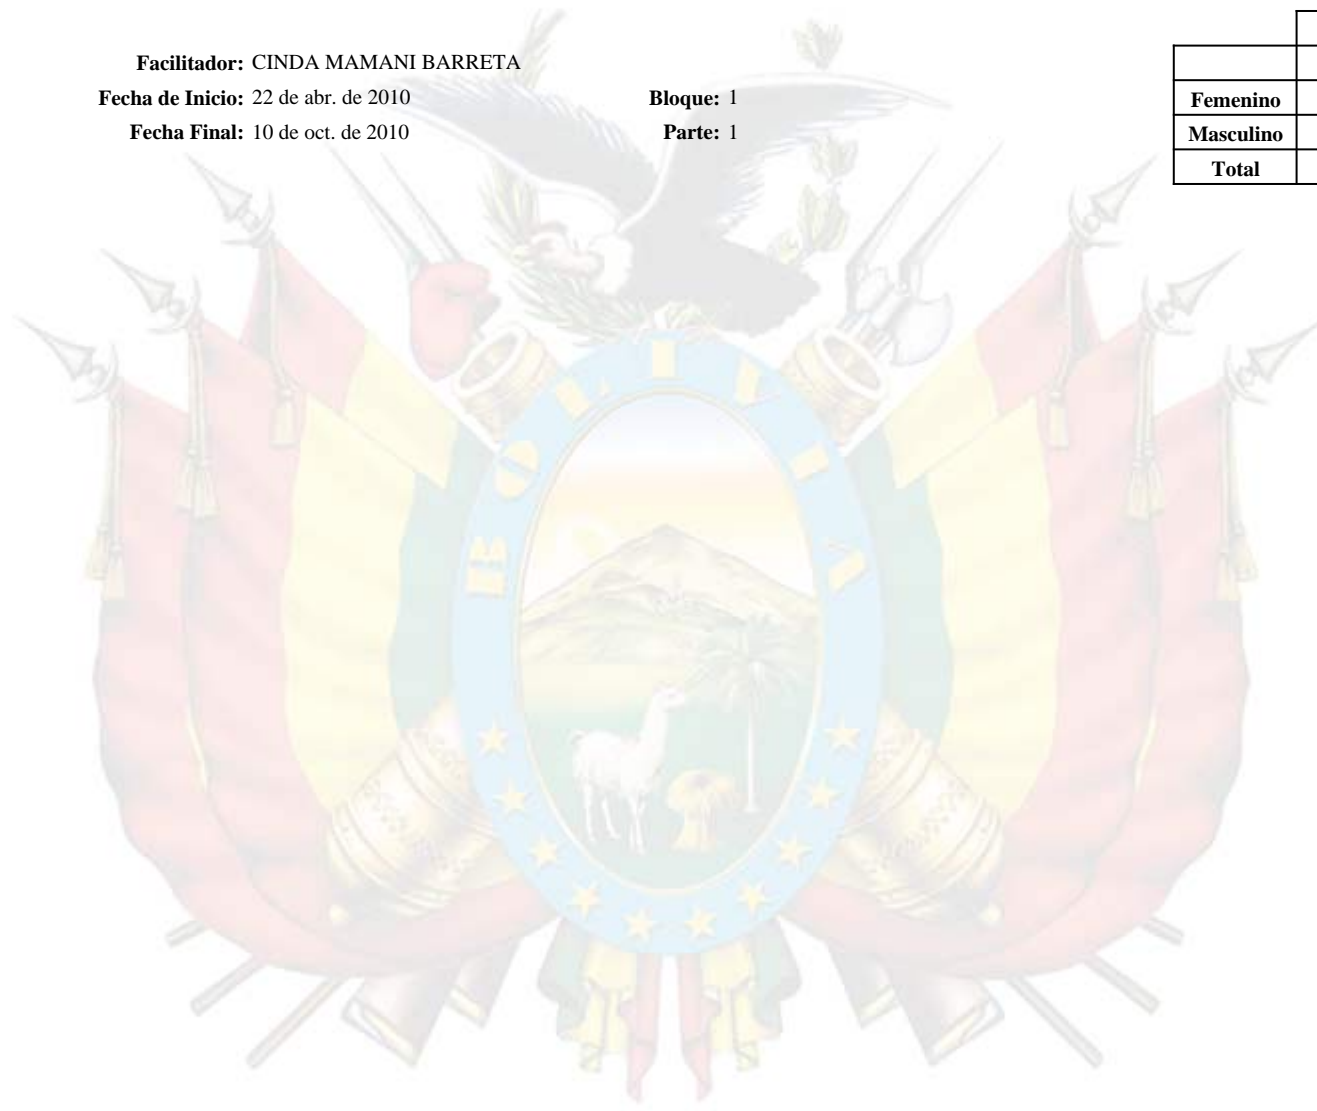 Facilitador: CINDA MAMANI BARRETA
Fecha de Inicio: 22 de abr. de 2010 Bloque: 1
Fecha Final: 10 de oct. de 2010 Parte: 1
Femenino
Masculino
Total
BOLIVIA